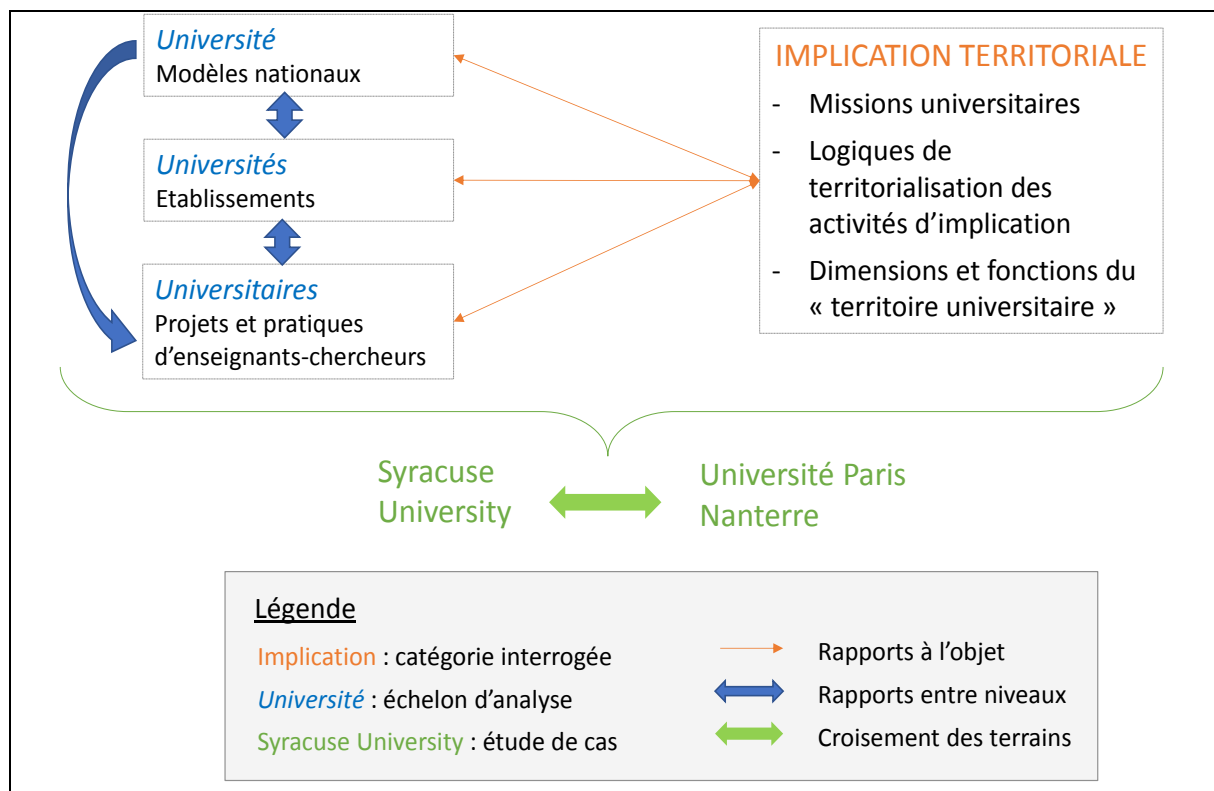 Université
Modèles nationaux
Universités
Etablissements
Universitaires
Projets et pratiques
d’enseignants-chercheurs
IMPLICATION TERRITORIALE
- Missions universitaires
- Logiques de
territorialisation des
activités d’implication
- Dimensions et fonctions du
« territoire universitaire »
Syracuse
University
Université Paris
Nanterre
Légende
Implication : catégorie interrogée
Université : échelon d’analyse
Syracuse University : étude de cas
Rapports à l’objet
Rapports entre niveaux
Croisement des terrains